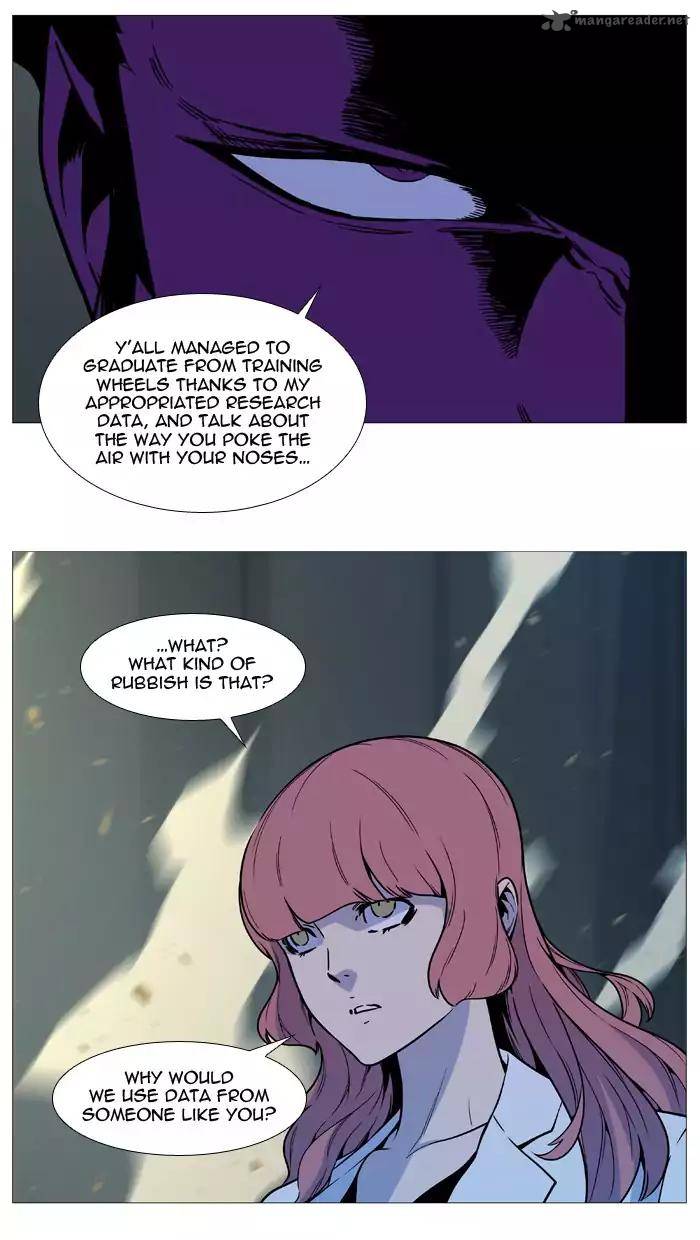 mangareader.net
Y'ALL MANAGED TO
GRADUATE FROM TRAINING
WHEELS THANKS TO MY
APPROPRIATED RESEARCH
DATA, AND TALK ABOUT
THE WAY YOU POKE THE
AIR WITH YOUR NOSES...
...WHAT?
WHAT KIND OF
RUBBISH IS THAT?
WHY WOULD
WE USE DATA FROM
SOMEONE LIKE YOU?